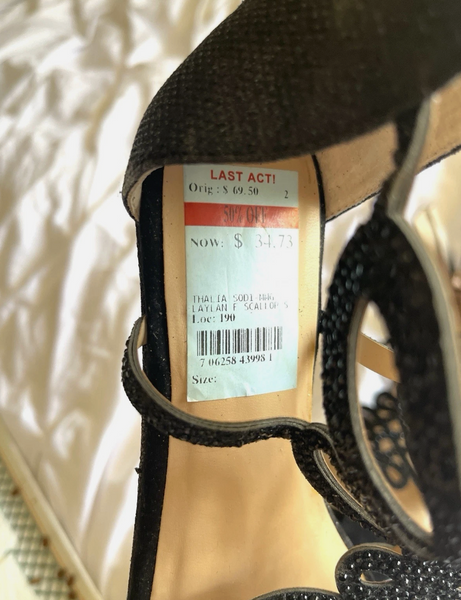 LAST ACT!
Orig : $ 69.50 2
50% OFF
NOW: $ 34.73
THALIA SODI
LAYLAN F SCALLOP S
Loc: 190
7 06258 43998 1
Size: